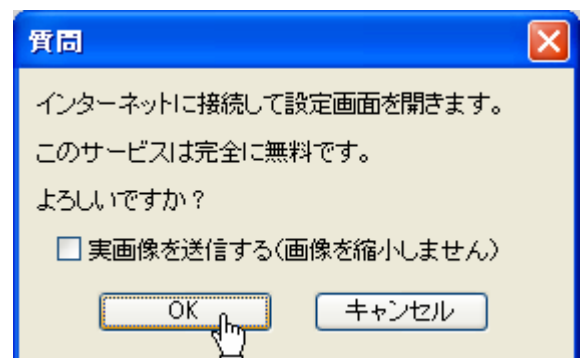 質問
インターネットに接続して設定画面を開きます。
このサービスは完全に無料です。
よろしいですか？
実画像を送信する(画像を縮小しません)
OK
キャンセル